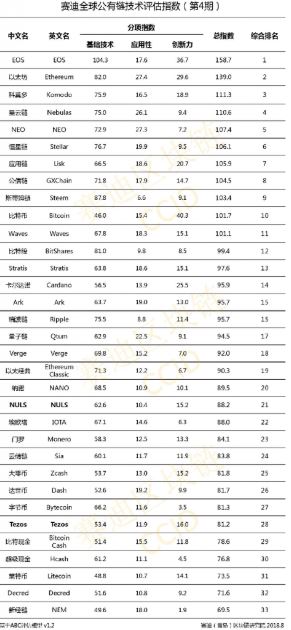 赛迪全球公有链技术评估指数（第4期）
分项指数
中文名 英文名 基础技术 应用性 创新力 总指数 综合排名
EOS EOS 104.3 17.6 36.7 158.7 1
以太坊 Ethereum 82.0 27.4 29.6 139.0 2
科莫多 Komodo 75.9 16.5 18.9 111.3 3
星云链 Nebulas 75.0 26.1 9.4 110.6 4
NEO NEO 72.9 27.3 7.2 107.4 5
恒星链 Stellar 76.7 19.9 9.5 106.1 6
应用链 Lisk 66.5 18.6 20.7 105.9 7
公信链 GXChain 71.8 17.9 14.7 104.5 8
斯蒂姆链 Steem 87.8 6.6 9.1 103.4 9
比特币 Bitcoin 46.0 15.4 40.3 101.7 10
Waves Waves 67.8 18.3 15.1 101.1 11
比特股 BitShares 81.0 9.8 8.5 99.4 12
Stratis Stratis 63.8 18.6 15.1 97.6 13
卡尔达诺 Cardano 56.5 13.9 25.5 95.9 14
Ark Ark 63.7 19.0 13.0 95.7 15
瑞波链 Ripple 75.5 8.8 11.4 95.7 15
量子链 Qtum 62.9 22.5 9.1 94.5 17
Verge Verge 69.8 15.2 7.0 92.0 18
以太经典 Ethereum Classic 71.3 12.2 6.7 90.3 19
纳诺 NANO 68.5 10.9 10.1 89.5 20
NULS NULS 62.6 10.4 15.2 88.2 21
埃欧塔 IOTA 67.1 14.6 6.3 88.0 22
门罗 Monero 58.3 12.5 13.3 84.1 23
云储链 Sia 60.1 11.7 11.9 83.8 24
大零币 Zcash 53.7 13.0 15.2 81.8 25
达世币 Dash 52.6 19.2 9.9 81.7 26
字节币 Bytecoin 66.2 11.6 3.5 81.3 27
Tezos Tezos 53.4 11.9 16.0 81.2 28
比特现金 Bitcoin Cash 51.4 15.5 11.8 78.6 29
超级现金 Hcash 61.2 11.1 4.5 76.8 30
莱特币 Litecoin 48.8 10.7 14.1 73.5 31
Decred Decred 51.6 10.8 9.2 71.6 32
新经链 NEM 49.6 18.0 1.9 69.5 33
基于ABCI测试模型 v1.2 赛迪（青岛）区块链研究院 2018.8